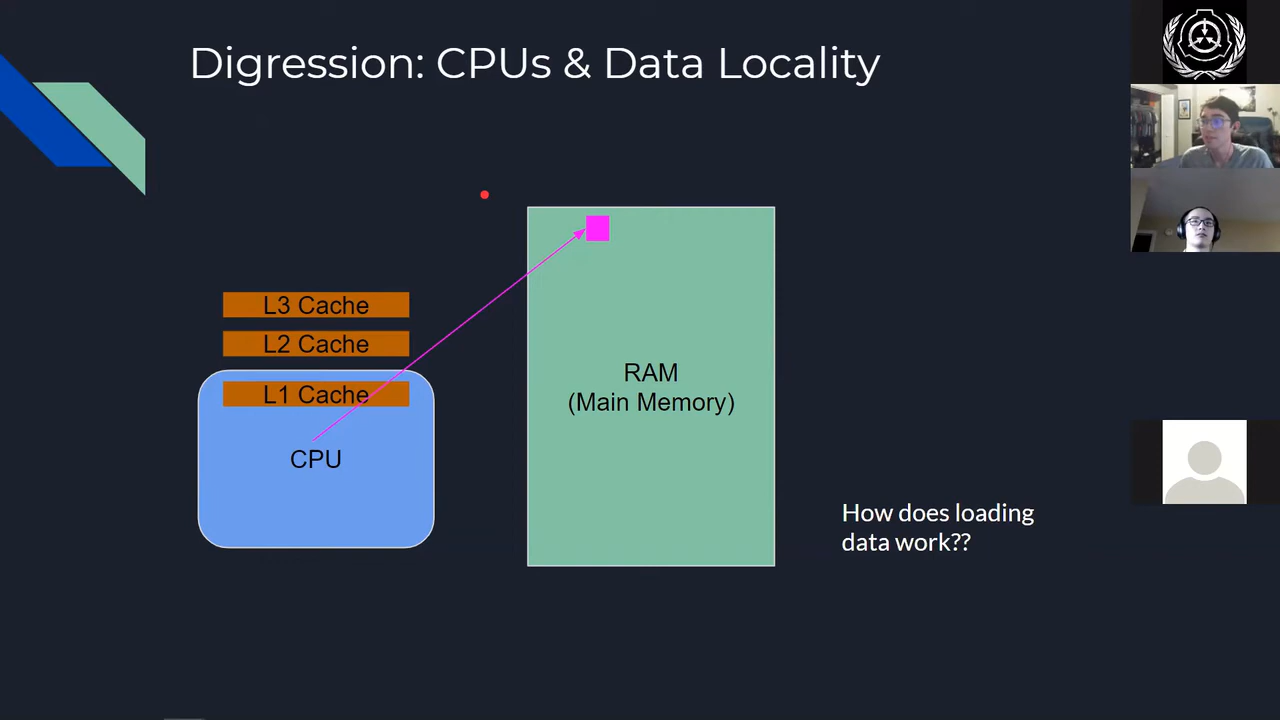 Digression: CPUs & Data Locality
L3 Cache
L2 Cache
L1 Cache
CPU
RAM
(Main Memory)
How does loading
data work??